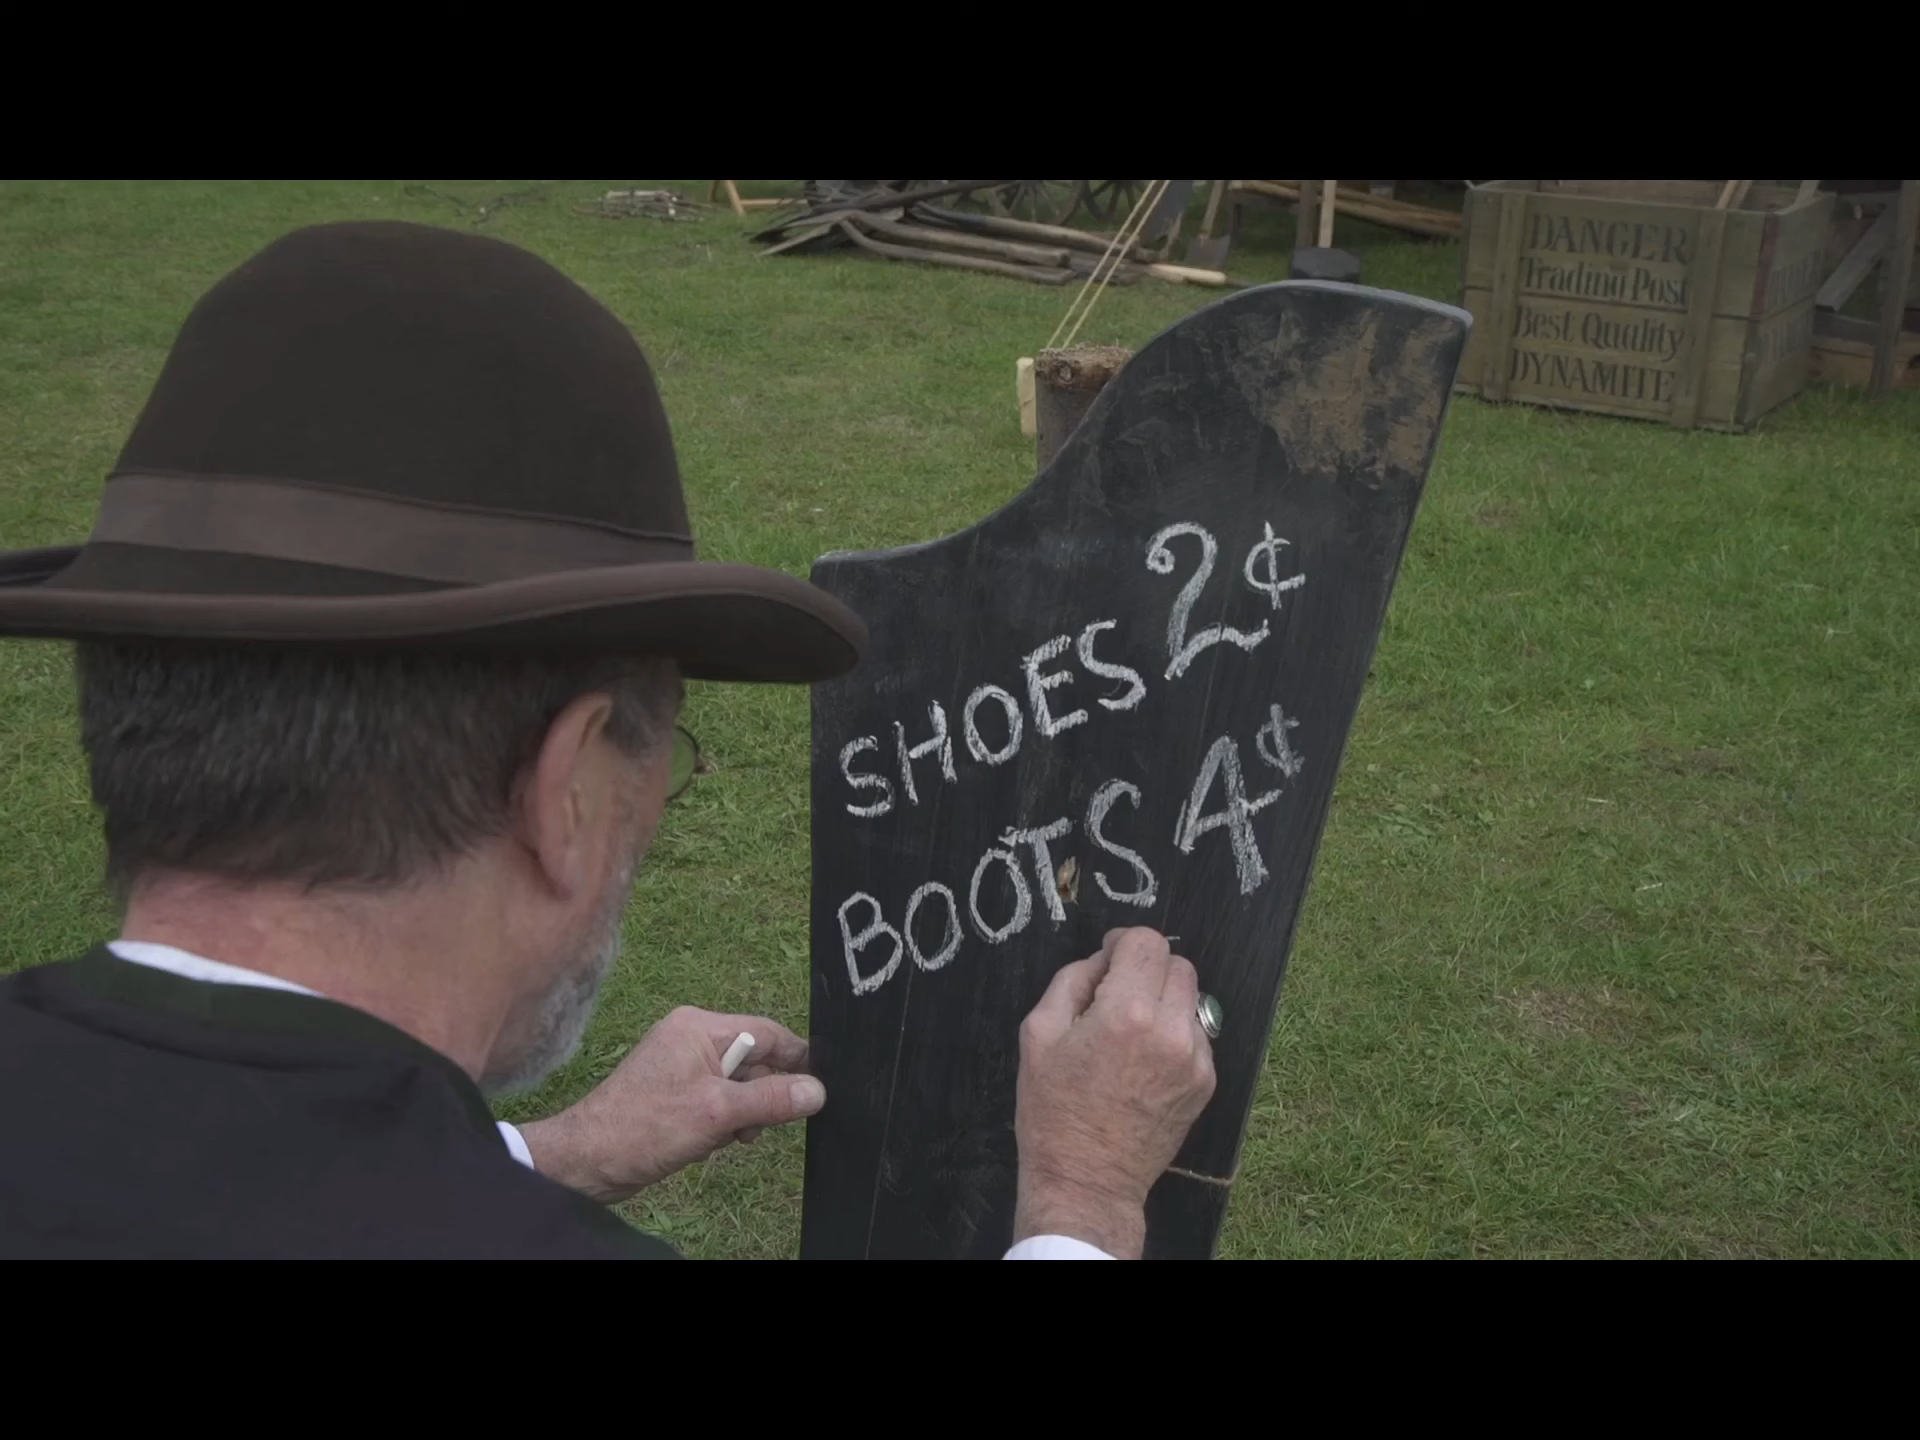 DANGER
Trading Post
Best Quality
DYNAMITE
SHOES 2¢
BOOTS 4¢